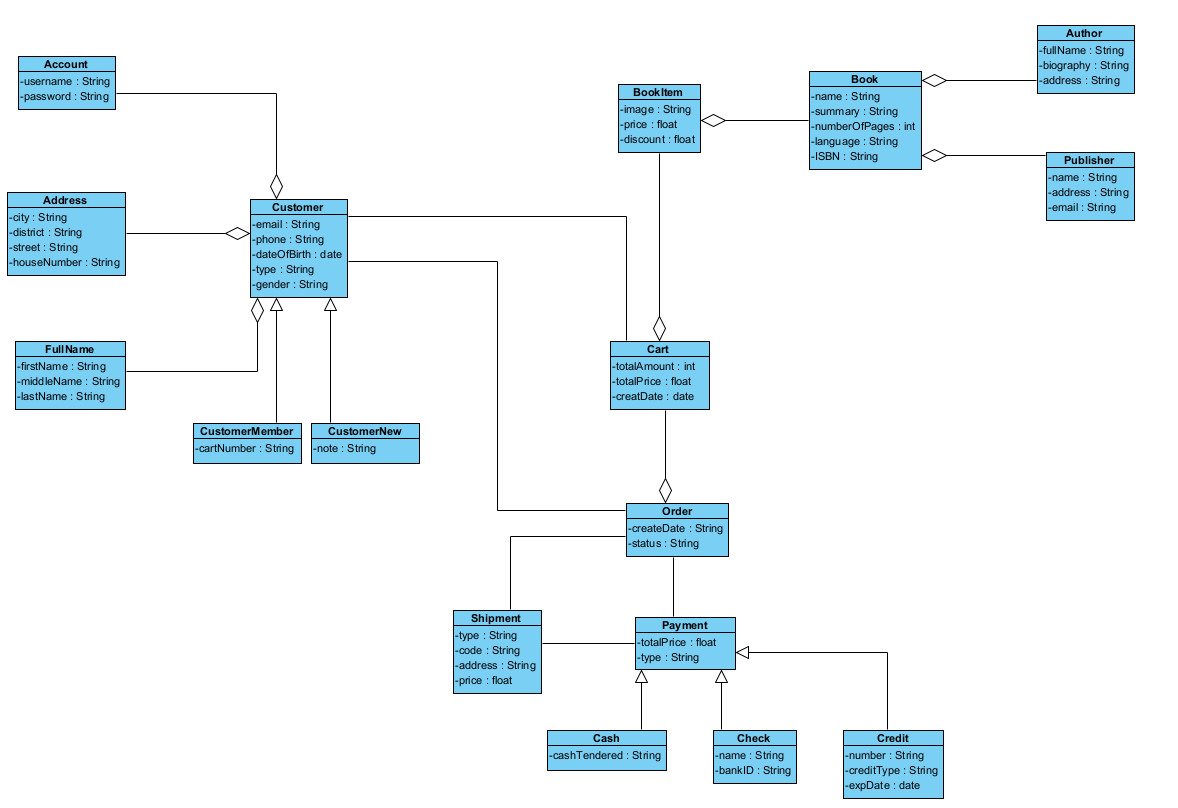 Account
-username : String
-password : String
Address
-city : String
-district : String
-street : String
-houseNumber : String
FullName
-firstName : String
-middleName : String
-lastName : String
Customer
-email : String
-phone : String
-dateOfBirth : date
-type : String
-gender : String
CustomerMember
-cartNumber : String
CustomerNew
-note : String
BookItem
-image : String
-price : float
-discount : float
Book
-name : String
-summary : String
-numberOfPages : int
-language : String
-ISBN : String
Author
-fullName : String
-biography : String
-address : String
Publisher
-name : String
-address : String
-email : String
Cart
-totalAmount : int
-totalPrice : float
-creatDate : date
Order
-createDate : String
-status : String
Shipment
-type : String
-code : String
-address : String
-price : float
Payment
-totalPrice : float
-type : String
Cash
-cashTendered : String
Check
-name : String
-bankID : String
Credit
-number : String
-creditType : String
-expDate : date